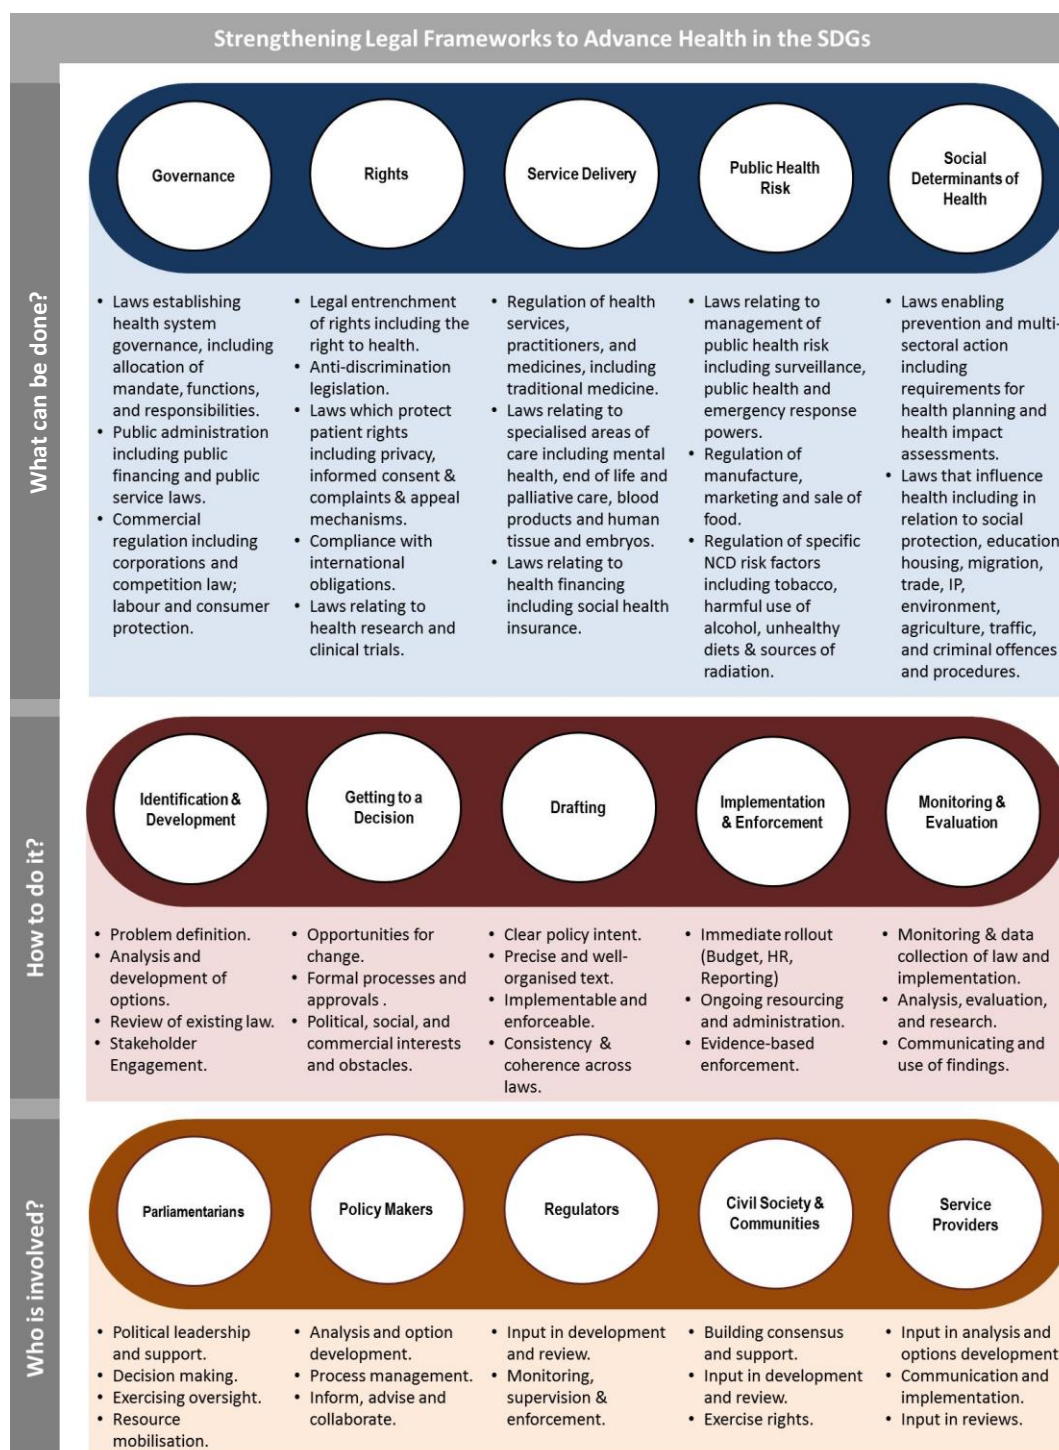 Strengthening Legal Frameworks to Advance Health in the SDGs
What can be done?
Governance
Rights
Service Delivery
Public Health
Risk
Social
Determinants of
Health
• Laws establishing
health system
governance, including
allocation of
mandate, functions,
and responsibilities.
• Public administration
including public
financing and public
service laws.
• Commercial
regulation including
corporations and
competition law;
labour and consumer
protection.
• Legal entrenchment
of rights including the
right to health.
• Anti-discrimination
legislation.
• Laws which protect
patient rights
including privacy,
informed consent &
complaints & appeal
mechanisms.
• Compliance with
international
obligations.
• Laws relating to
health research and
clinical trials.
• Regulation of health
services,
practitioners, and
medicines, including
traditional medicine.
• Laws relating to
specialised areas of
care including mental
health, end of life and
palliative care, blood
products and human
tissue and embryos.
• Laws relating to
health financing
including social health
insurance.
• Laws relating to
management of
public health risk
including surveillance,
public health and
emergency response
powers.
• Regulation of
manufacture,
marketing and sale of
food.
• Regulation of specific
NCD risk factors
including tobacco,
harmful use of
alcohol, unhealthy
diets & sources of
radiation.
• Laws enabling
prevention and multi-
sectoral action
including
requirements for
health planning and
health impact
assessments.
• Laws that influence
health including in
relation to social
protection, education
housing, migration,
trade, IP,
environment,
agriculture, traffic,
and criminal offences
and procedures.
How to do it?
Identification &
Development
Getting to a
Decision
Drafting
Implementation
& Enforcement
Monitoring &
Evaluation
• Problem definition.
• Analysis and
development of
options.
• Review of existing law.
• Stakeholder
Engagement.
• Opportunities for
change.
• Formal processes and
approvals .
• Political, social, and
commercial interests
and obstacles.
• Clear policy intent.
• Precise and well-
organised text.
• Implementable and
enforceable.
• Consistency &
coherence across
laws.
• Immediate rollout
(Budget, HR,
Reporting)
• Ongoing resourcing
and administration.
• Evidence-based
enforcement.
• Monitoring & data
collection of law and
implementation.
• Analysis, evaluation,
and research.
• Communicating and
use of findings.
Who is involved?
Parliamentarians
Policy Makers
Regulators
Civil Society &
Communities
Service
Providers
• Political leadership
and support.
• Decision making.
• Exercising oversight.
• Resource
mobilisation.
• Analysis and option
development.
• Process management.
• Inform, advise and
collaborate.
• Input in development
and review.
• Monitoring,
supervision &
enforcement.
• Building consensus
and support.
• Input in development
and review.
• Exercise rights.
• Input in analysis and
options development
• Communication and
implementation.
• Input in reviews.